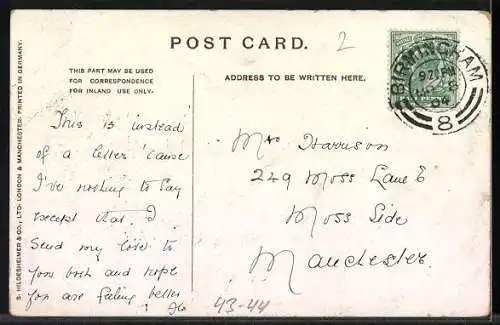 POST CARD.
2
THIS PART MAY BE USED
FOR CORRESPONDENCE
FOR INLAND USE ONLY.
ADDRESS TO BE WRITTEN HERE.
BIRMINGHAM
8
This is instead
of a letter 'cause
I've nothing to say
except that I
send my love to
you both and hope
you are feeling better
Mrs Harrison
249 Moss Lane E
Moss Side
Manchester
43-44
S. HILDESHEIMER & CO., LTD. LONDON & MANCHESTER. PRINTED IN GERMANY.